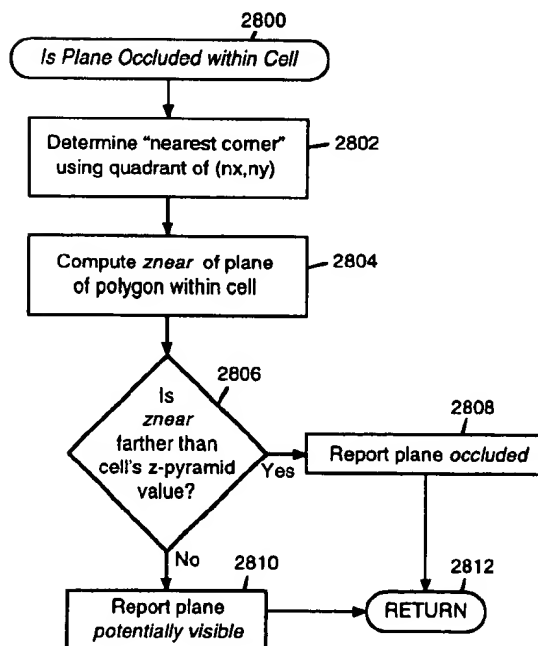 2800
Is Plane Occluded within Cell
Determine "nearest corner"
using quadrant of (nx,ny)
2802
Compute znear of plane
of polygon within cell
2804
2806
Is
znear
farther than
cell's z-pyramid
value?
Yes
2808
Report plane occluded
No
2810
Report plane
potentially visible
2812
RETURN